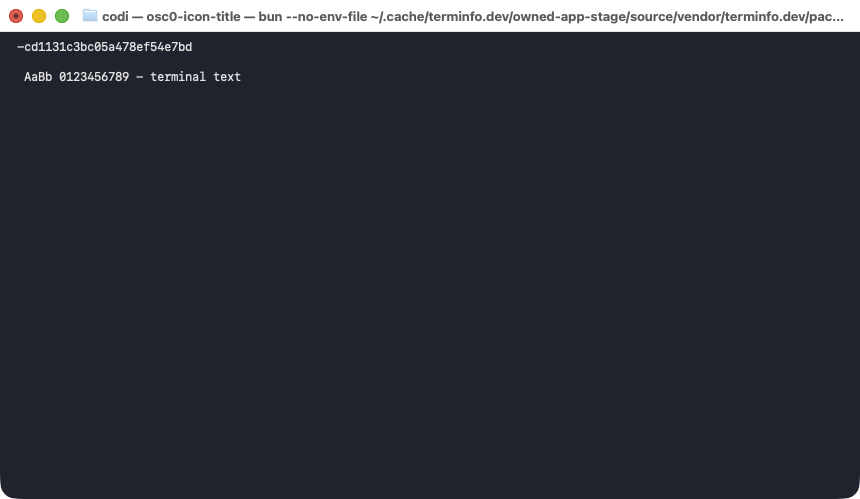 codi — osc0-icon-title — bun --no-env-file ~/.cache/terminfo.dev/owned-app-stage/source/vendor/terminfo.dev/pac...
—cd1131c3bc05a478ef54e7bd
AaBb 0123456789 — terminal text